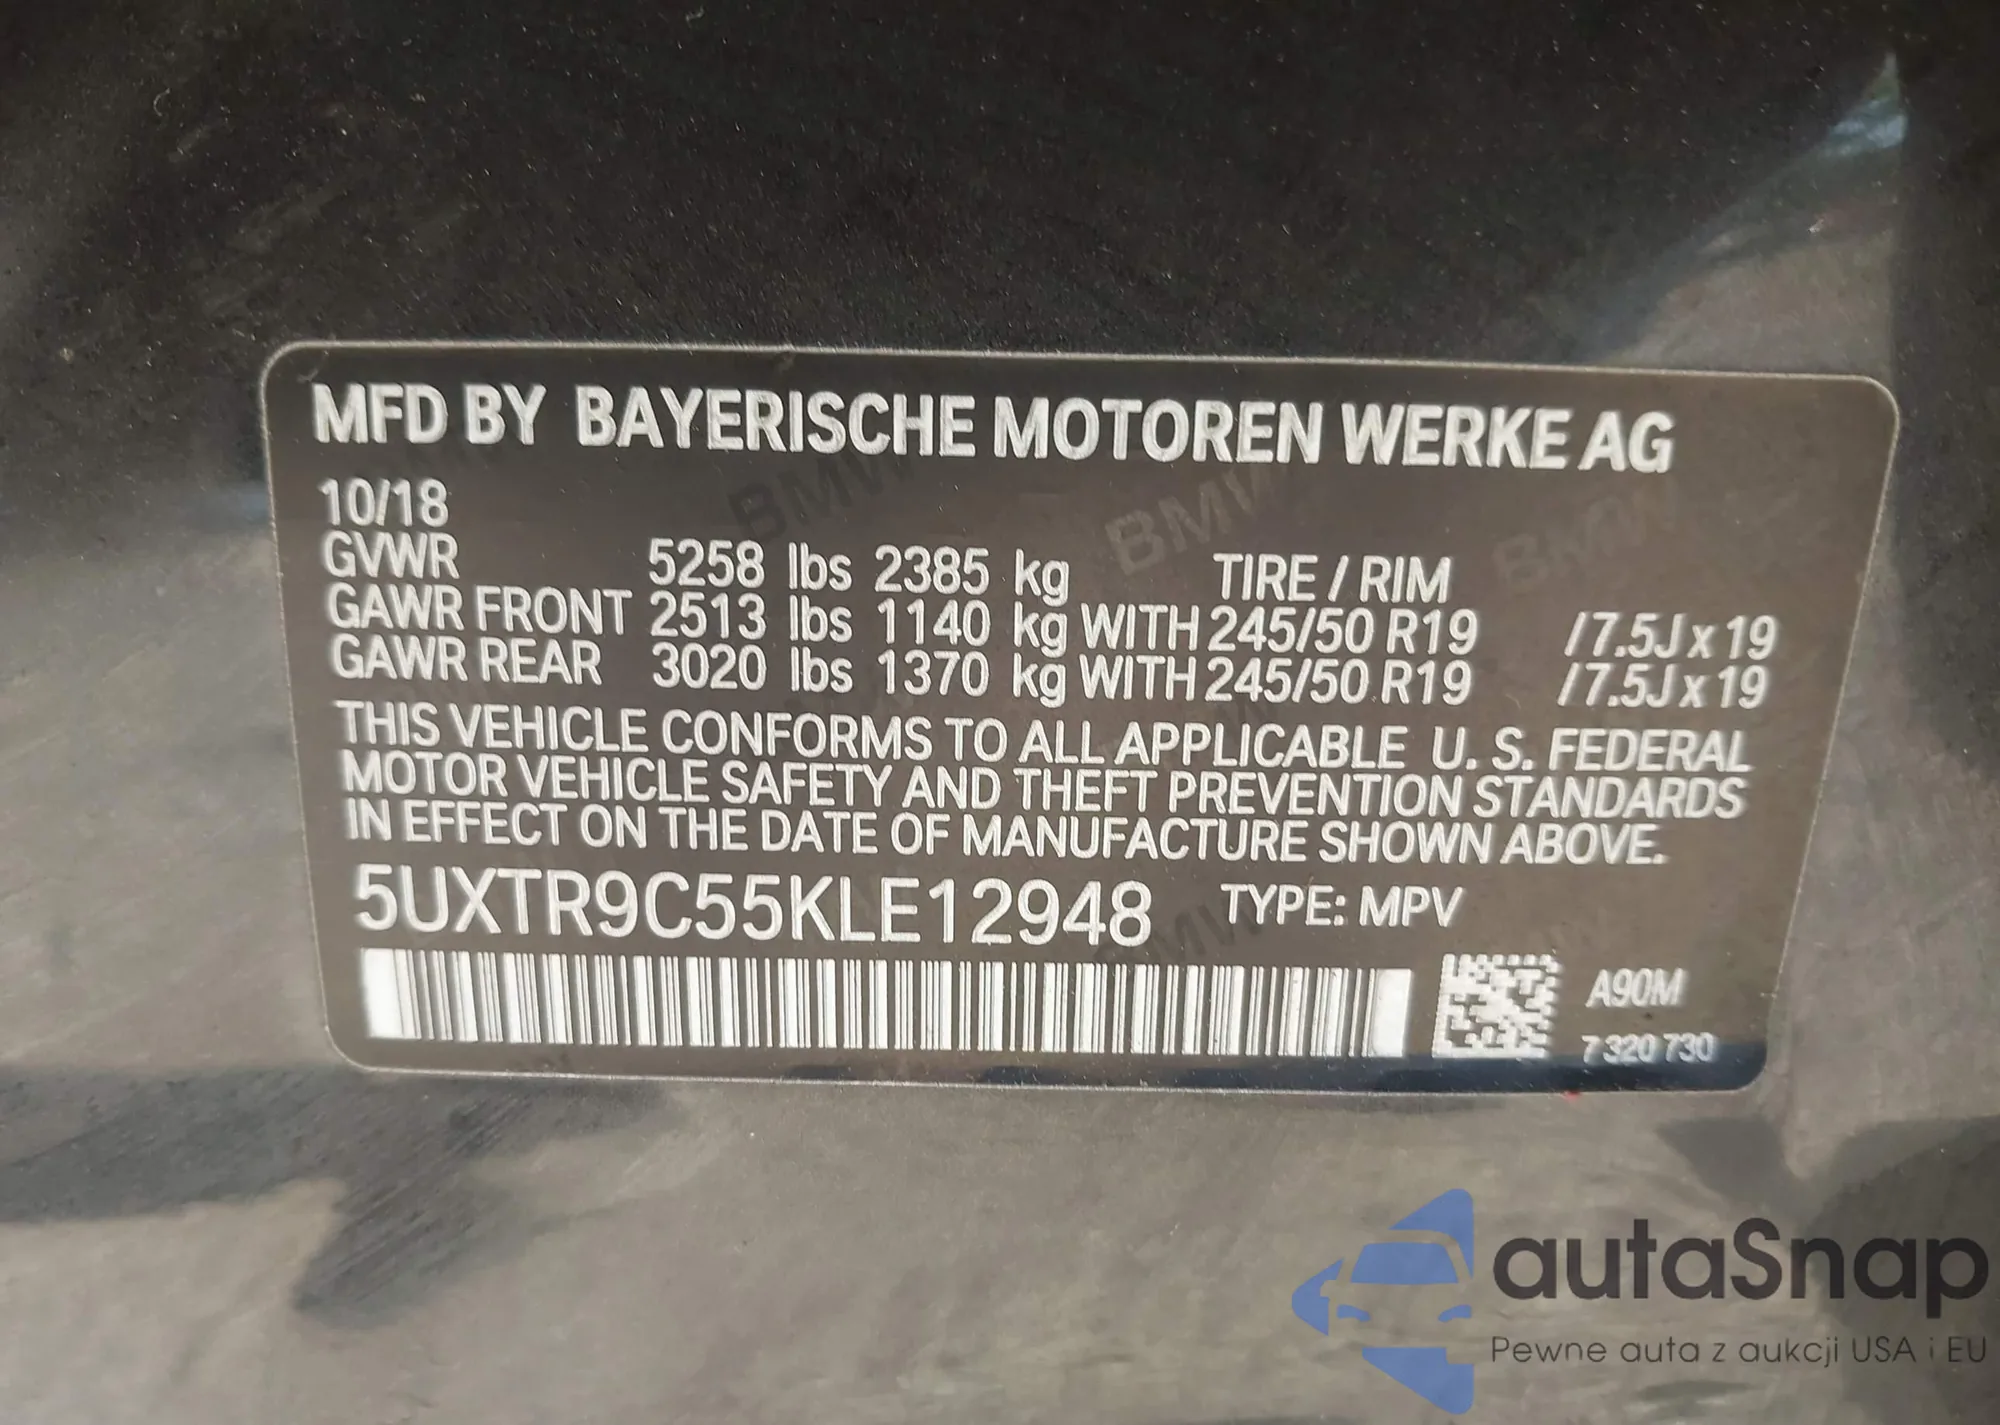 MFD BY BAYERISCHE MOTOREN WERKE AG
10/18
GVWR 5258 lbs 2385 kg TIRE / RIM
GAWR FRONT 2513 lbs 1140 kg WITH 245/50 R19 /7.5J x 19
GAWR REAR 3020 lbs 1370 kg WITH 245/50 R19 /7.5J x 19
THIS VEHICLE CONFORMS TO ALL APPLICABLE U. S. FEDERAL
MOTOR VEHICLE SAFETY AND THEFT PREVENTION STANDARDS
IN EFFECT ON THE DATE OF MANUFACTURE SHOWN ABOVE.
5UXTR9C55KLE12948 TYPE: MPV
A90M
7 320 730
BMW BMW BMW
BMW
autaSnap
Pewne auta z aukcji USA i EU